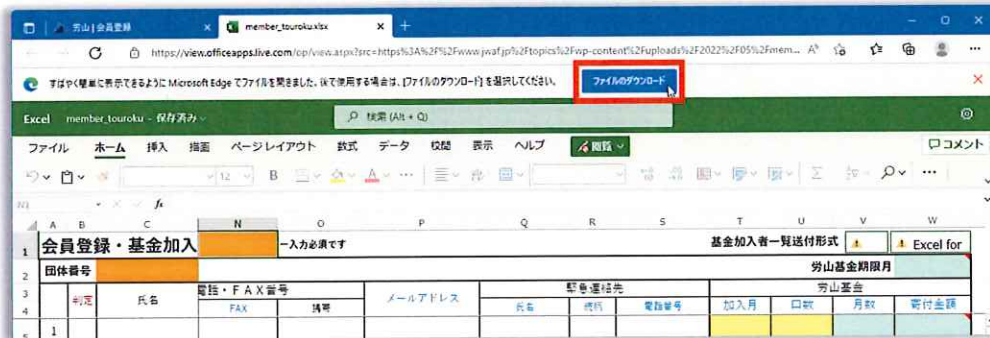 労山 | 会員登録
member_touroku.xlsx
https://view.officeapps.live.com/op/view.aspx?src=https%3A%2F%2Fwww.jwaf.jp%2Ftopics%2Fwp-content%2Fuploads%2F2022%2F05%2Fmem...
すばやく簡単に表示できるように Microsoft Edge でファイルを開きました。後で使用する場合は、[ファイルのダウンロード] を選択してください。 ファイルのダウンロード
Excel member_touroku - 保存済み 検索 (Alt + Q)
ファイル ホーム 挿入 描画 ページ レイアウト 数式 データ 校閲 表示 ヘルプ 閲覧 コメント
12 B A
N1 fx
A B C N O P Q R S T U V W
1 会員登録・基金加入 ー入力必須です 基金加入者一覧送付形式 Excel for
2 団体番号 労山基金期限月
3 判定 氏名 電話・FAX番号 メールアドレス 緊急連絡先 労山基金
4 FAX 携帯 氏名 続柄 電話番号 加入月 口数 月数 寄付金額
5 1